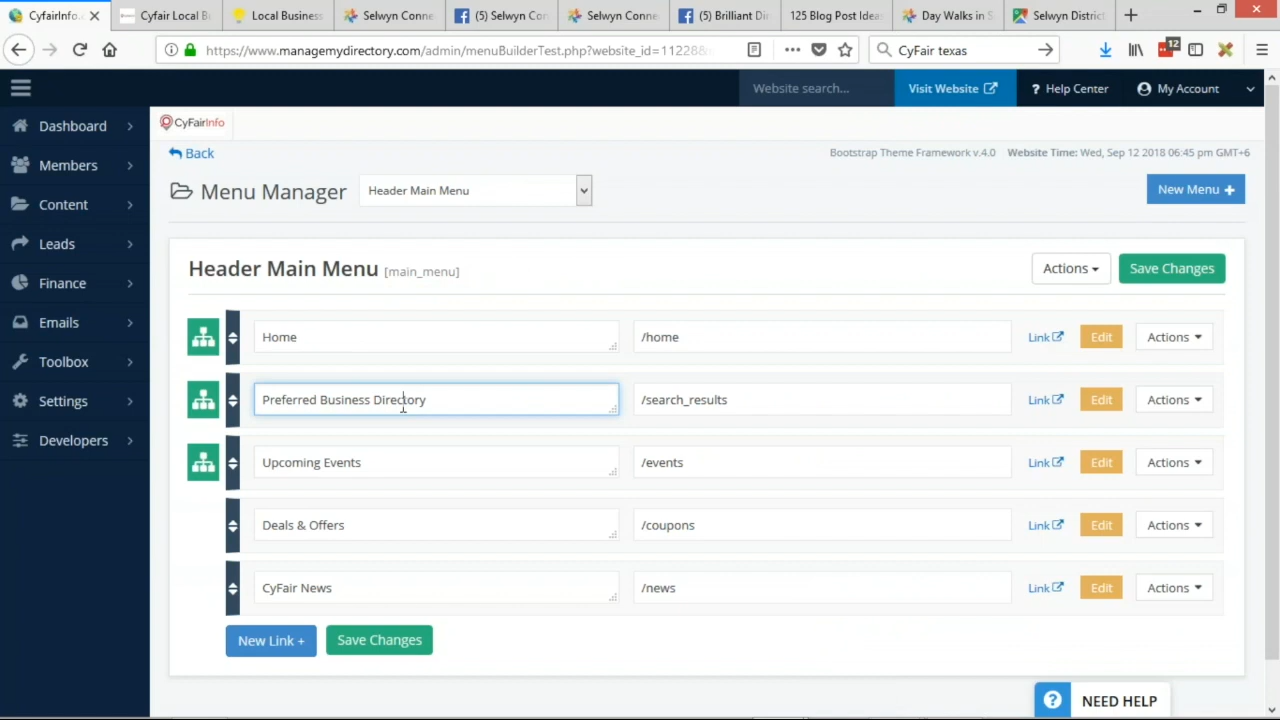 CyfairInfo.c
Cyfair Local B
Local Business
Selwyn Conne
(5) Selwyn Con
Selwyn Conne
(5) Brilliant Di
125 Blog Post Ideas
Day Walks in S
Selwyn District
https://www.managemydirectory.com/admin/menuBuilderTest.php?website_id=11228&
CyFair texas
12
Website search...
Visit Website
? Help Center
My Account
Dashboard
Members
Content
Leads
Finance
Emails
Toolbox
Settings
Developers
CyFairInfo
Back
Bootstrap Theme Framework v.4.0 Website Time: Wed, Sep 12 2018 06:45 pm GMT+6
Menu Manager
Header Main Menu
New Menu +
Header Main Menu [main_menu]
Actions
Save Changes
Home /home Link Edit Actions
Preferred Business Directory /search_results Link Edit Actions
Upcoming Events /events Link Edit Actions
Deals & Offers /coupons Link Edit Actions
CyFair News /news Link Edit Actions
New Link +
Save Changes
? NEED HELP